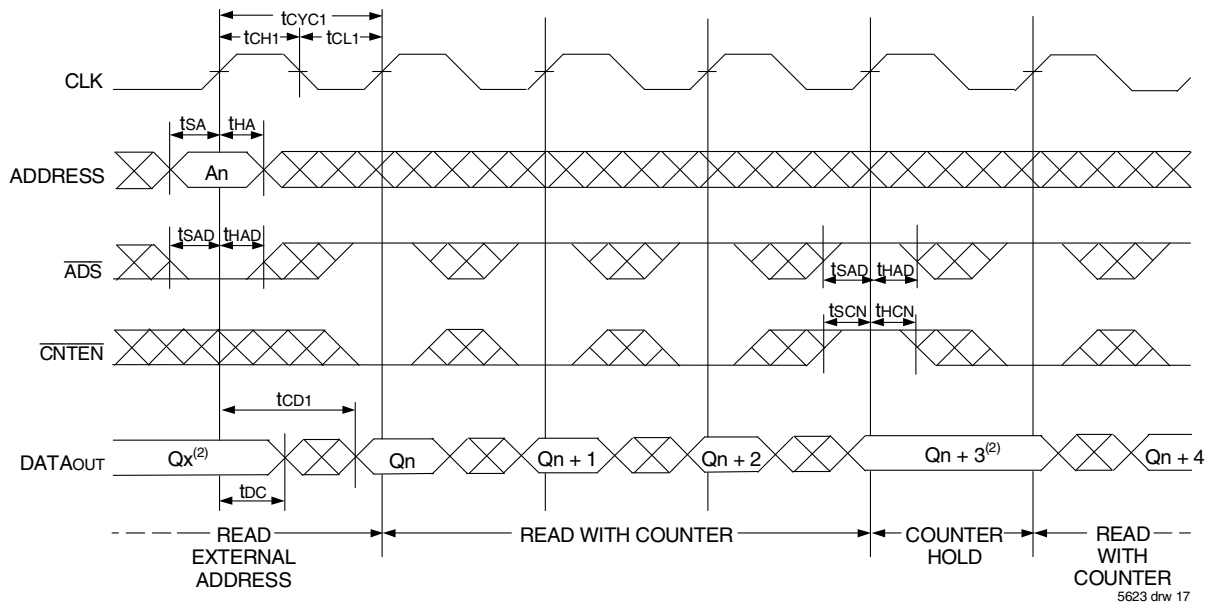 tCYC1
tCH1 tCL1
CLK
tSA tHA
ADDRESS An
tSAD tHAD
ADS
tSAD tHAD
tSCN tHCN
CNTEN
tCD1
DATAOUT Qx(2) Qn Qn + 1 Qn + 2 Qn + 3(2) Qn + 4
tDC
READ EXTERNAL ADDRESS
READ WITH COUNTER
COUNTER HOLD
READ WITH COUNTER
5623 drw 17